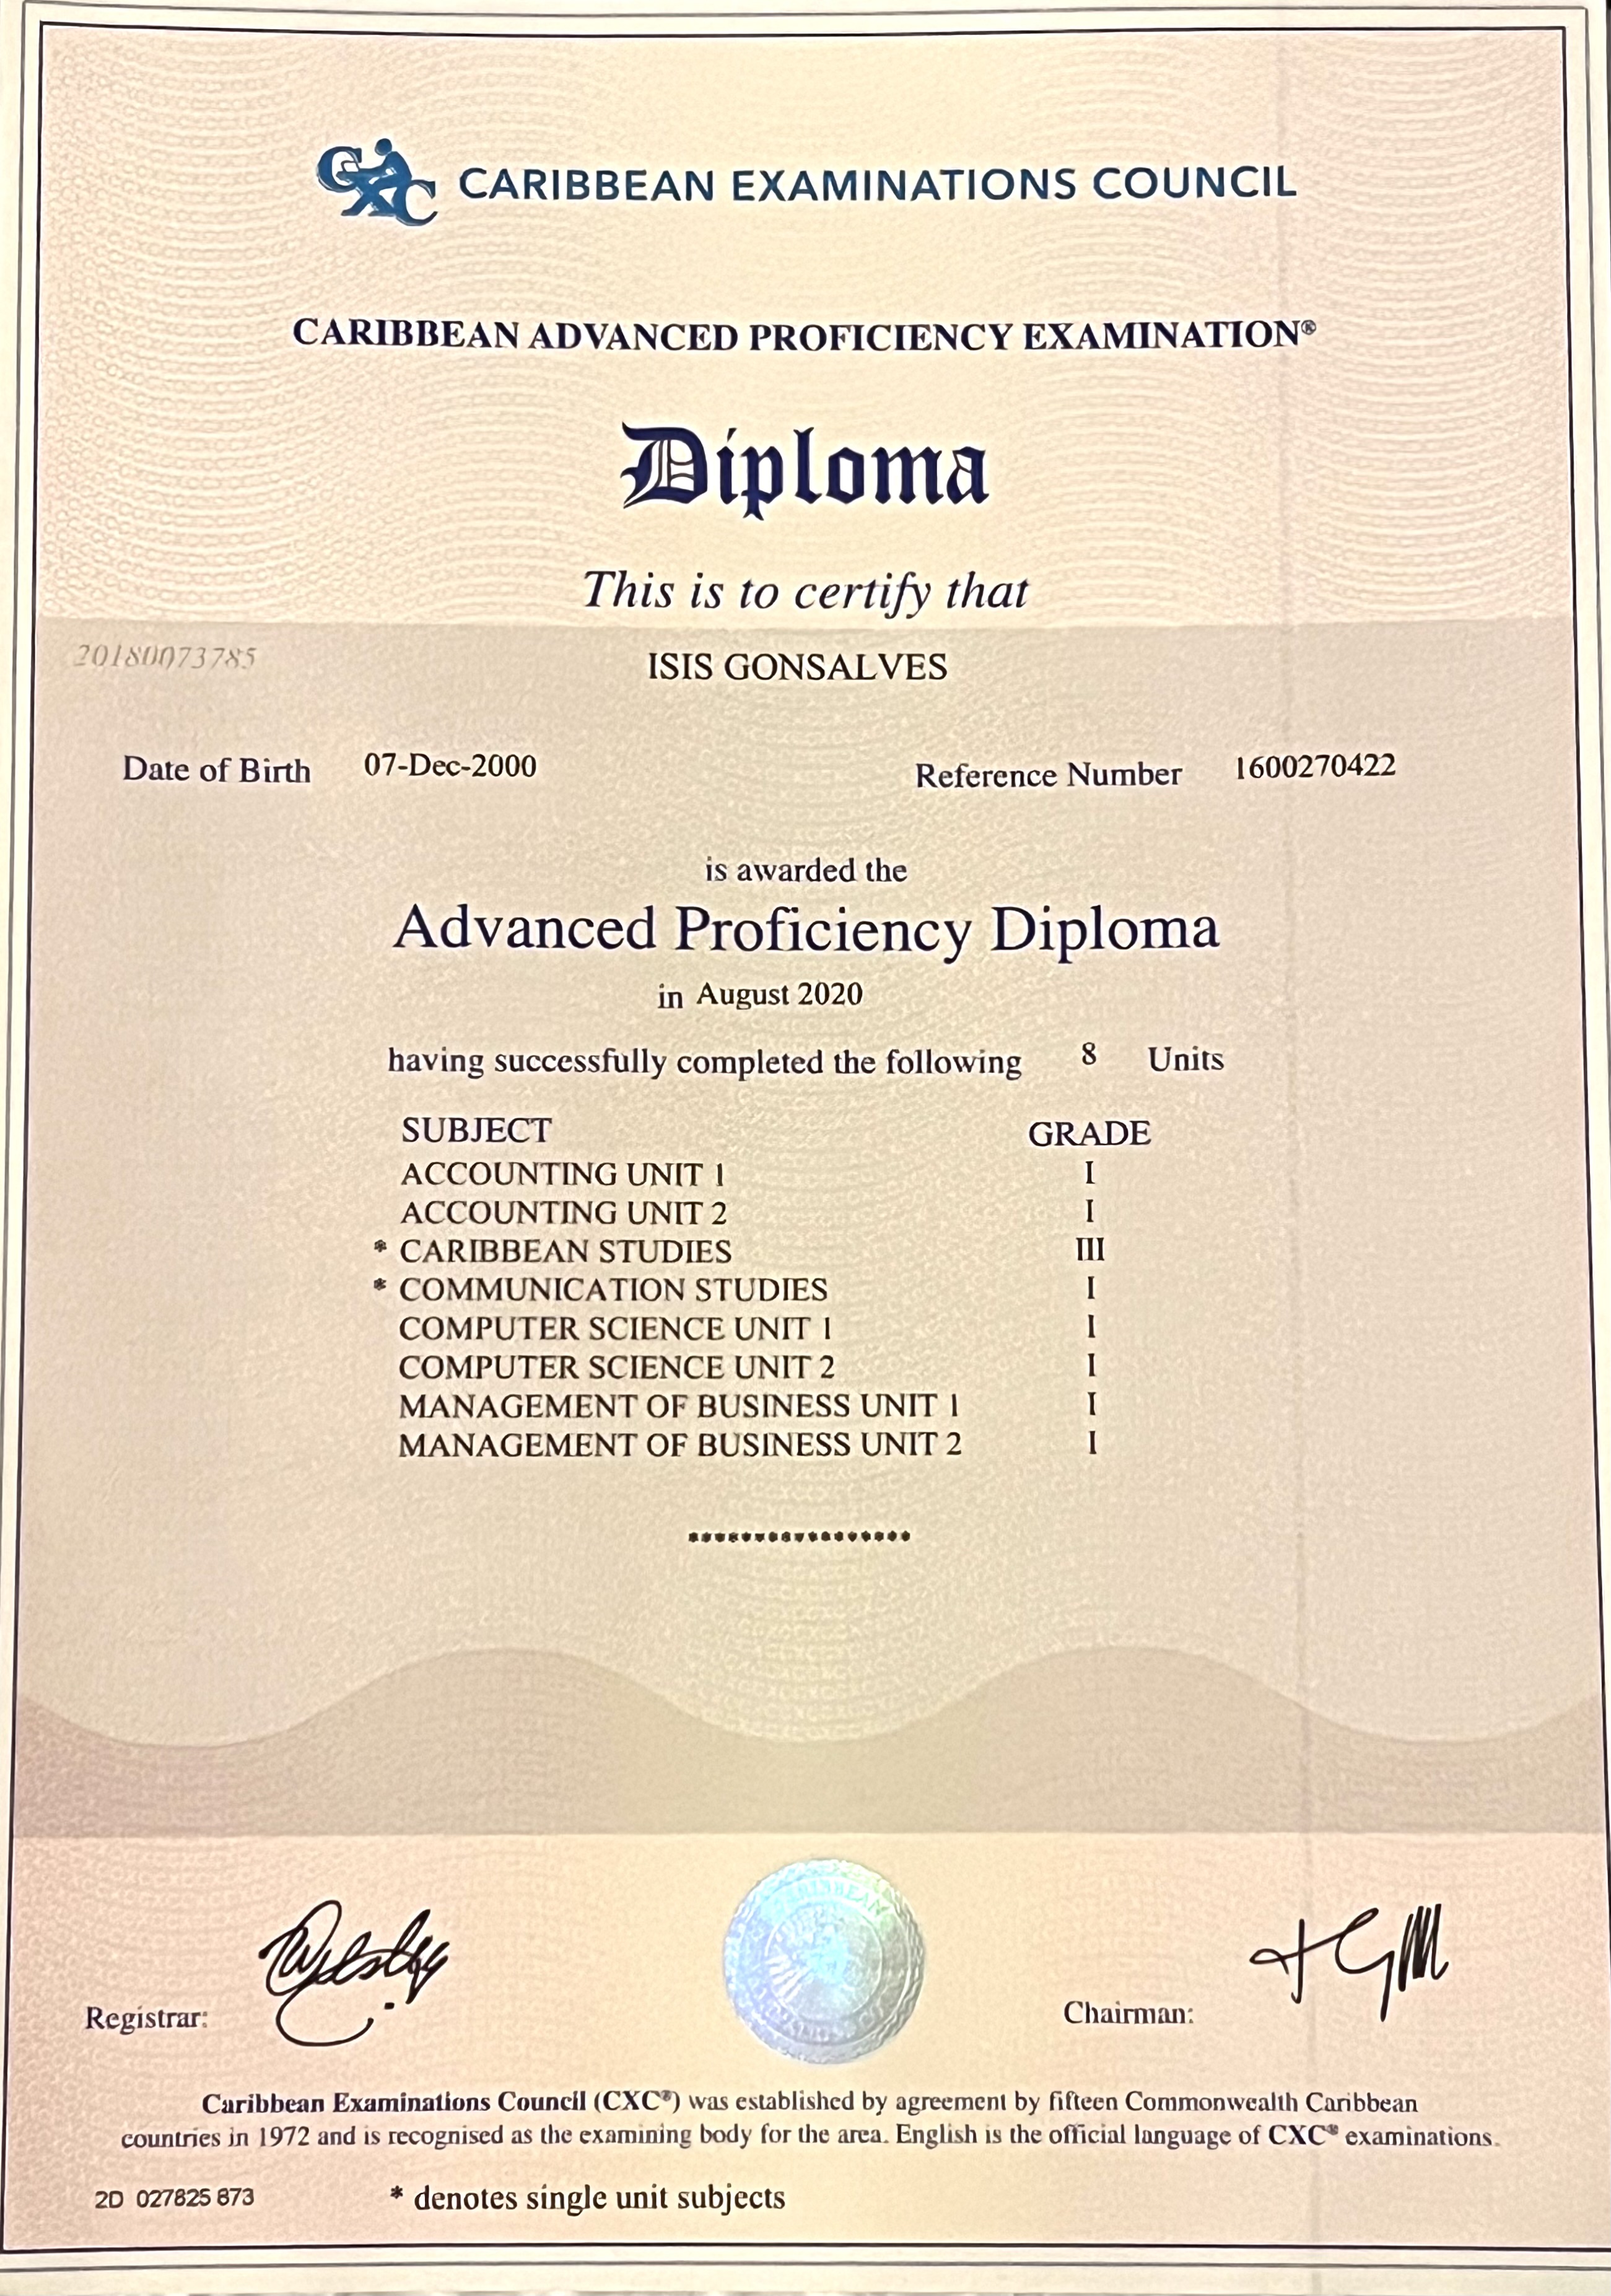 CXC CARIBBEAN EXAMINATIONS COUNCIL
CARIBBEAN ADVANCED PROFICIENCY EXAMINATION®
Diploma
This is to certify that
20180073785 ISIS GONSALVES
Date of Birth 07-Dec-2000 Reference Number 1600270422
is awarded the
Advanced Proficiency Diploma
in August 2020
having successfully completed the following 8 Units
SUBJECT GRADE
ACCOUNTING UNIT 1 I
ACCOUNTING UNIT 2 I
* CARIBBEAN STUDIES III
* COMMUNICATION STUDIES I
COMPUTER SCIENCE UNIT 1 I
COMPUTER SCIENCE UNIT 2 I
MANAGEMENT OF BUSINESS UNIT 1 I
MANAGEMENT OF BUSINESS UNIT 2 I
*****************
Registrar: Chairman:
Caribbean Examinations Council (CXC®) was established by agreement by fifteen Commonwealth Caribbean
countries in 1972 and is recognised as the examining body for the area. English is the official language of CXC® examinations.
2D 027825 873 * denotes single unit subjects